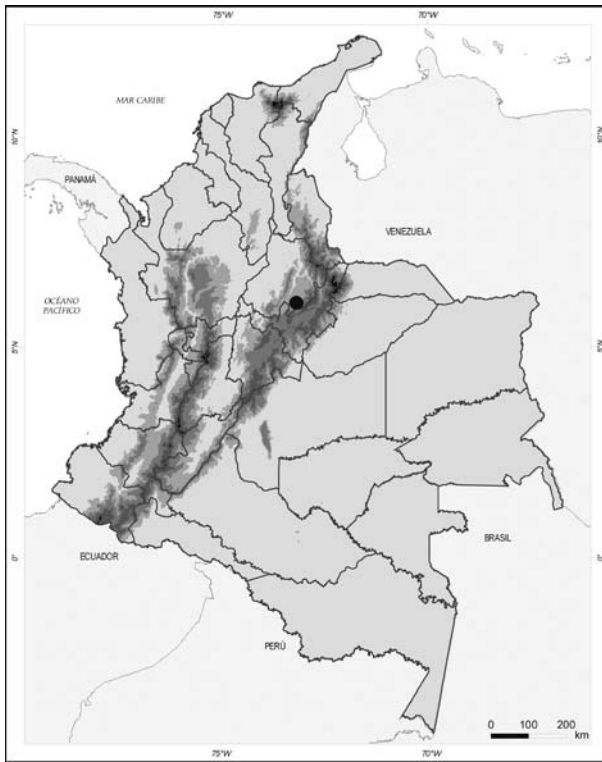 75°W 70°W
MAR CARIBE
10°N 10°N
PANAMÁ
VENEZUELA
OCÉANO
PACÍFICO
5°N 5°N
0° 0°
ECUADOR
BRASIL
PERÚ
0 100 200
km
75°W 70°W